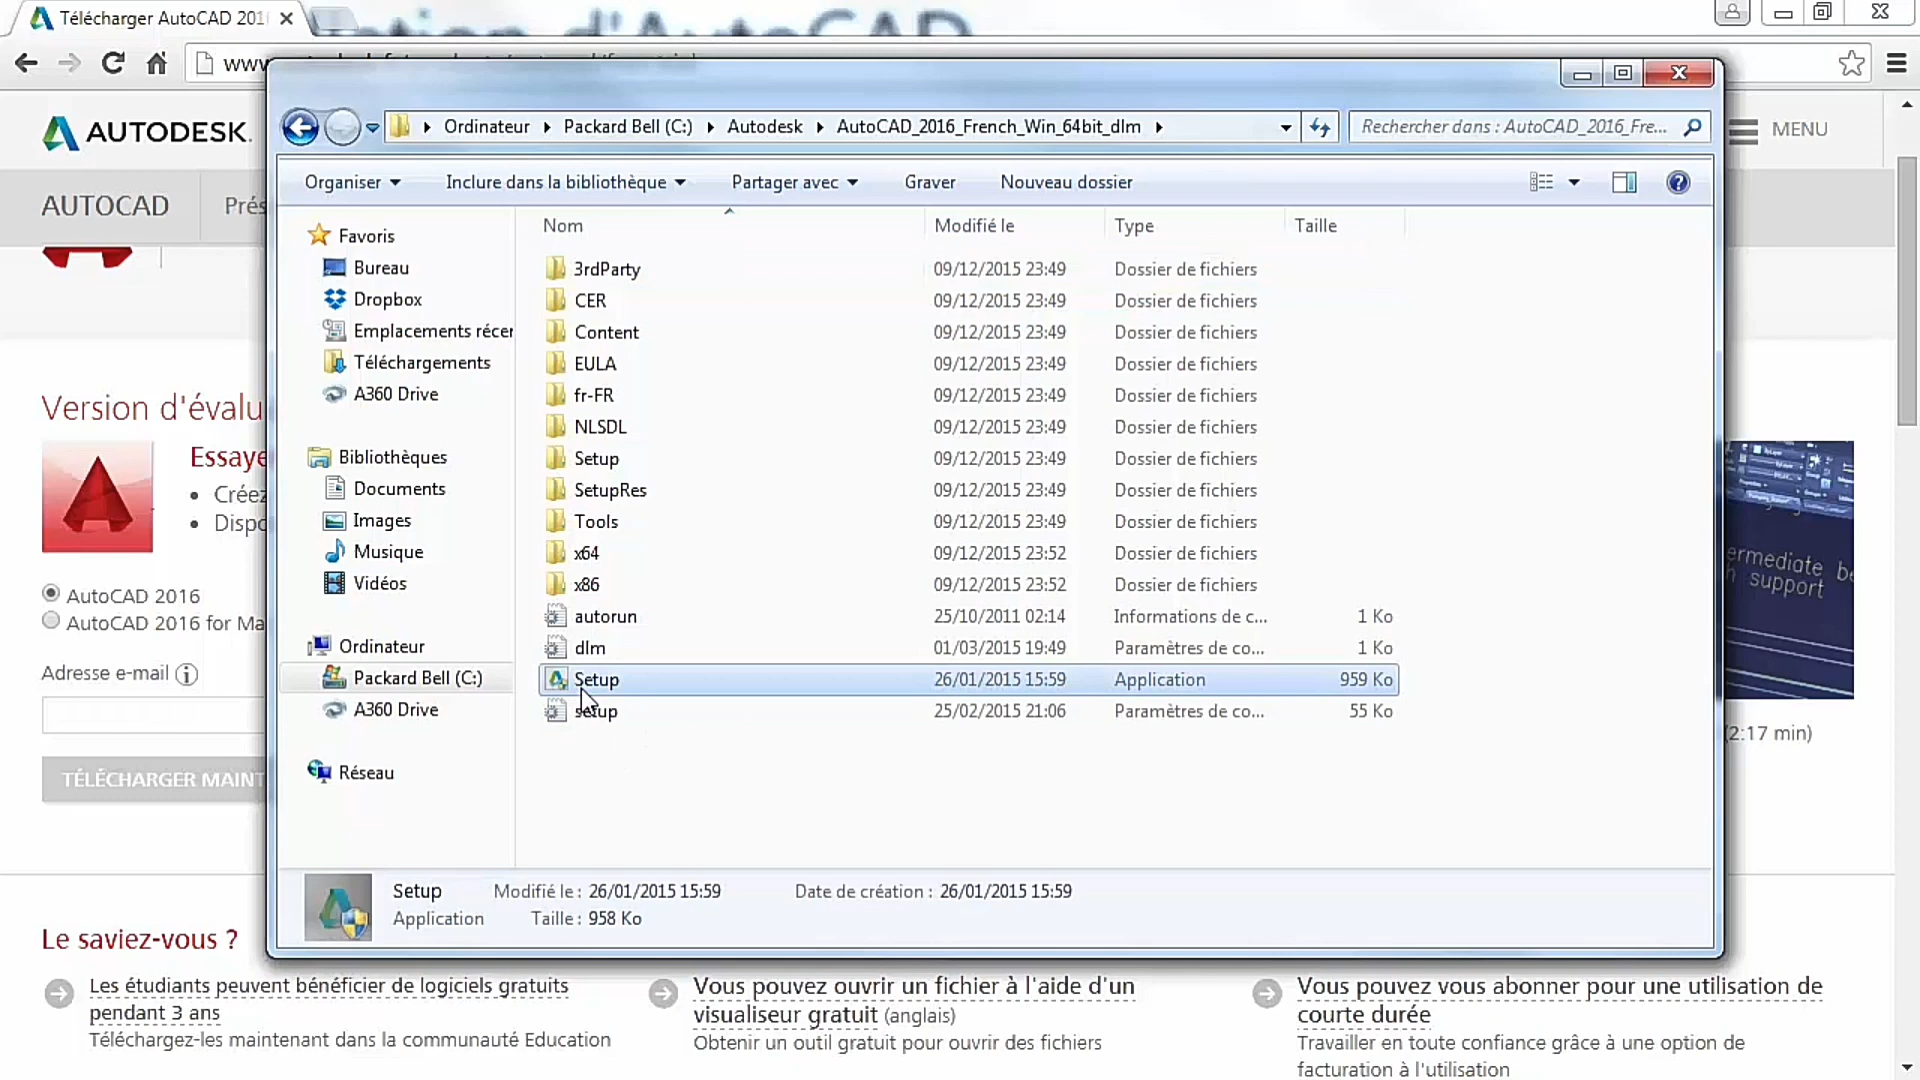 Télécharger AutoCAD 201
www.
AUTODESK.
MENU
AUTOCAD
Prés
Version d'évalu
Essaye
Créez
Dispo
AutoCAD 2016
AutoCAD 2016 for Ma
Adresse e-mail
TÉLÉCHARGER MAINT
Ordinateur
Packard Bell (C:)
Autodesk
AutoCAD_2016_French_Win_64bit_dlm
Rechercher dans : AutoCAD_2016_Fre...
Organiser
Inclure dans la bibliothèque
Partager avec
Graver
Nouveau dossier
Favoris
Bureau
Dropbox
Emplacements récen
Téléchargements
A360 Drive
Bibliothèques
Documents
Images
Musique
Vidéos
Ordinateur
Packard Bell (C:)
A360 Drive
Réseau
Nom Modifié le Type Taille
3rdParty 09/12/2015 23:49 Dossier de fichiers
CER 09/12/2015 23:49 Dossier de fichiers
Content 09/12/2015 23:49 Dossier de fichiers
EULA 09/12/2015 23:49 Dossier de fichiers
fr-FR 09/12/2015 23:49 Dossier de fichiers
NLSDL 09/12/2015 23:49 Dossier de fichiers
Setup 09/12/2015 23:49 Dossier de fichiers
SetupRes 09/12/2015 23:49 Dossier de fichiers
Tools 09/12/2015 23:49 Dossier de fichiers
x64 09/12/2015 23:52 Dossier de fichiers
x86 09/12/2015 23:52 Dossier de fichiers
autorun 25/10/2011 02:14 Informations de c... 1 Ko
dlm 01/03/2015 19:49 Paramètres de co... 1 Ko
Setup 26/01/2015 15:59 Application 959 Ko
setup 25/02/2015 21:06 Paramètres de co... 55 Ko
Setup Modifié le : 26/01/2015 15:59 Date de création : 26/01/2015 15:59
Application Taille : 958 Ko
ermediate b
support
(2:17 min)
Le saviez-vous ?
Les étudiants peuvent bénéficier de logiciels gratuits
pendant 3 ans
Téléchargez-les maintenant dans la communauté Education
Vous pouvez ouvrir un fichier à l'aide d'un
visualiseur gratuit (anglais)
Obtenir un outil gratuit pour ouvrir des fichiers
Vous pouvez vous abonner pour une utilisation de
courte durée
Travailler en toute confiance grâce à une option de
facturation à l'utilisation